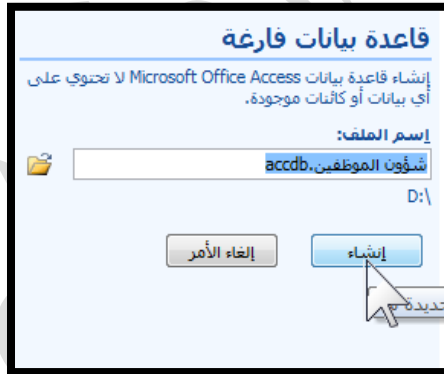 قاعدة بيانات فارغة
إنشاء قاعدة بيانات Microsoft Office Access لا تحتوي على
أي بيانات أو كائنات موجودة.
إسم الملف:
شؤون الموظفين.accdb
D:\
إنشاء
إلغاء الأمر